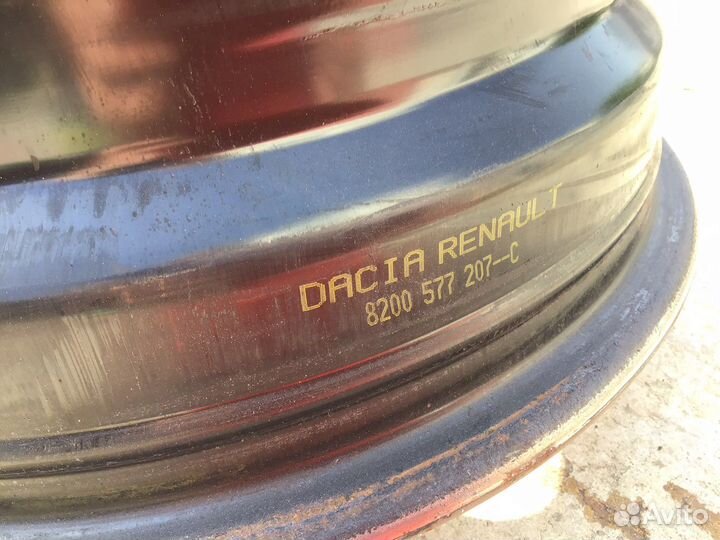 DACIA RENAULT
8200 577 207--C
Avito